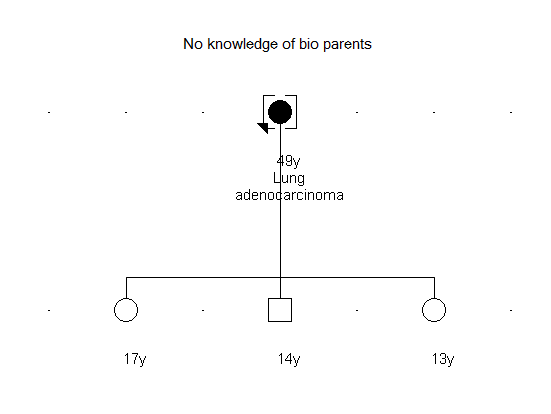 No knowledge of bio parents
49y
Lung
adenocarcinoma
17y
14y
13y